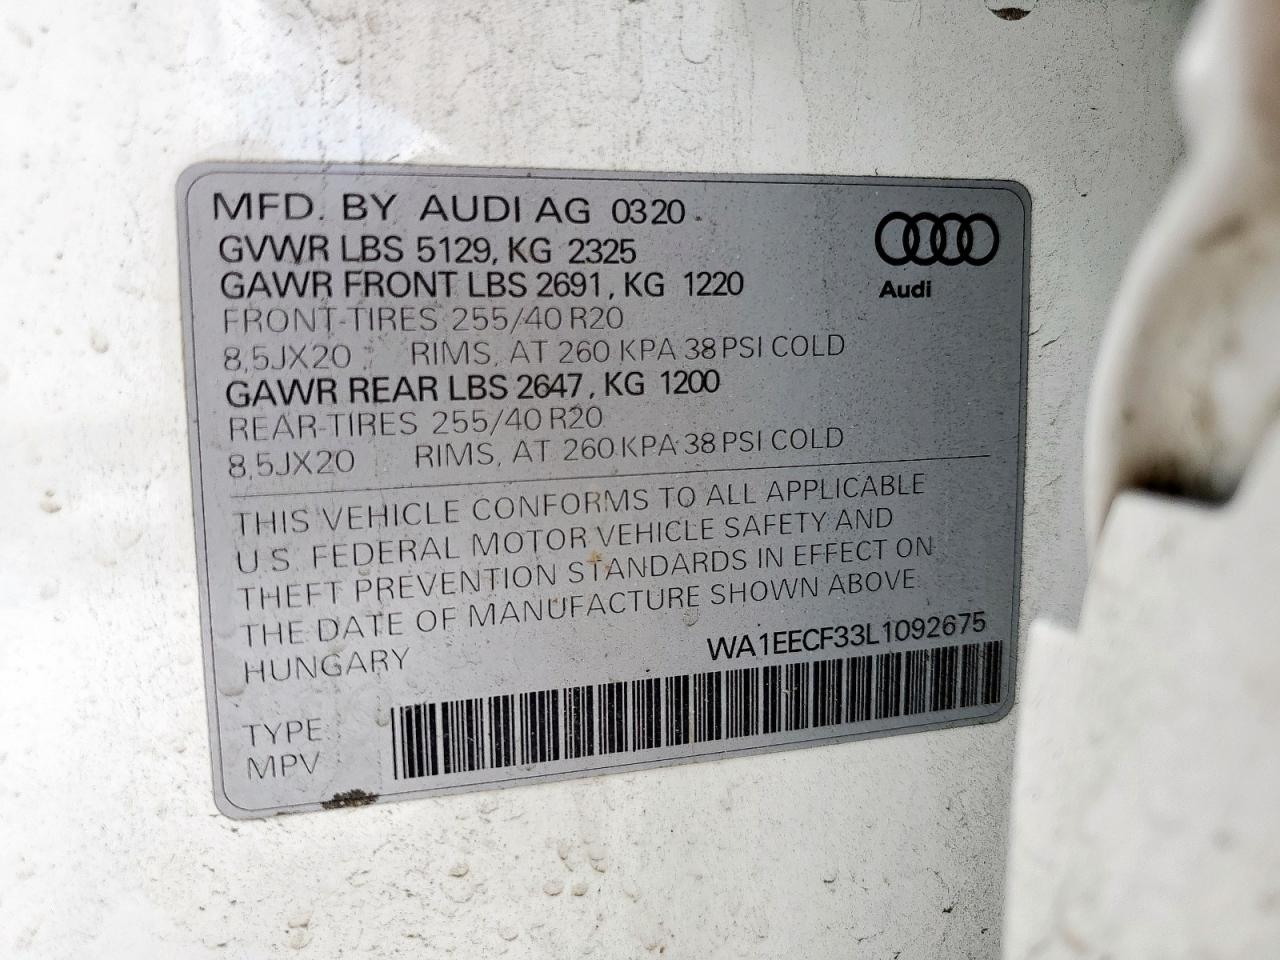 MFD. BY AUDI AG 0320
GVWR LBS 5129, KG 2325
GAWR FRONT LBS 2691, KG 1220
FRONT-TIRES 255/40 R20
8,5JX20 RIMS, AT 260 KPA 38 PSI COLD
GAWR REAR LBS 2647, KG 1200
REAR-TIRES 255/40 R20
8,5JX20 RIMS, AT 260 KPA 38 PSI COLD
Audi
THIS VEHICLE CONFORMS TO ALL APPLICABLE
U.S. FEDERAL MOTOR VEHICLE SAFETY AND
THEFT PREVENTION STANDARDS IN EFFECT ON
THE DATE OF MANUFACTURE SHOWN ABOVE.
HUNGARY
WA1EECF33L1092675
TYPE:
MPV